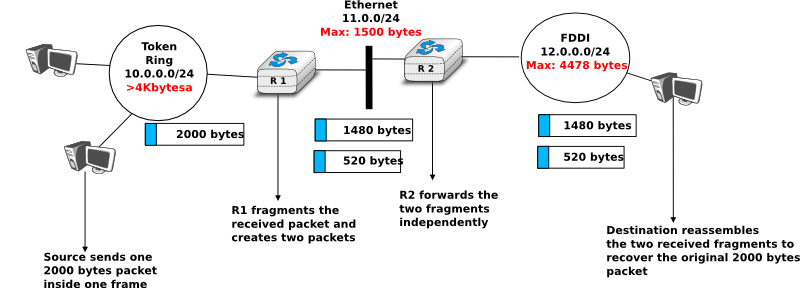 Ethernet
11.0.0/24
Max: 1500 bytes
Token
Ring
10.0.0.0/24
>4Kbytesa
FDDI
12.0.0.0/24
Max: 4478 bytes
R 1
R 2
2000 bytes
1480 bytes
520 bytes
1480 bytes
520 bytes
R1 fragments the
received packet and
creates two packets
R2 forwards the
two fragments
independently
Source sends one
2000 bytes packet
inside one frame
Destination reassembles
the two received fragments to
recover the original 2000 bytes
packet